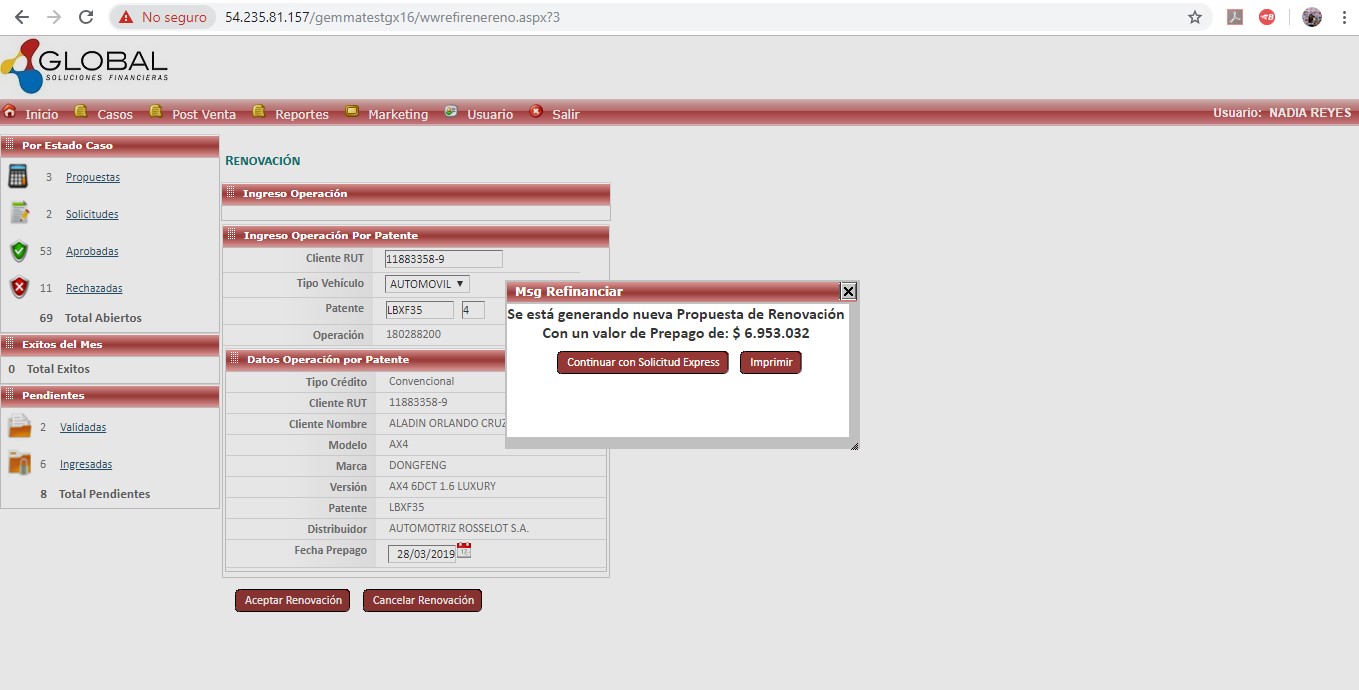 No seguro
54.235.81.157/gemmatestgx16/wwrefirenereno.aspx?3
GLOBAL
SOLUCIONES FINANCIERAS
Inicio Casos Post Venta Reportes Marketing Usuario Salir Usuario: NADIA REYES
Por Estado Caso
3 Propuestas
2 Solicitudes
53 Aprobadas
11 Rechazadas
69 Total Abiertos
Exitos del Mes
0 Total Exitos
Pendientes
2 Validadas
6 Ingresadas
8 Total Pendientes
RENOVACIÓN
Ingreso Operación
Ingreso Operación Por Patente
Cliente RUT 11883358-9
Tipo Vehículo AUTOMOVIL
Patente LBXF35 4
Operación 180288200
Datos Operación por Patente
Tipo Crédito Convencional
Cliente RUT 11883358-9
Cliente Nombre ALADIN ORLANDO CRUZ
Modelo AX4
Marca DONGFENG
Versión AX4 6DCT 1.6 LUXURY
Patente LBXF35
Distribuidor AUTOMOTRIZ ROSSELOT S.A.
Fecha Prepago 28/03/2019
Aceptar Renovación Cancelar Renovación
Msg Refinanciar
Se está generando nueva Propuesta de Renovación
Con un valor de Prepago de: $ 6.953.032
Continuar con Solicitud Express Imprimir